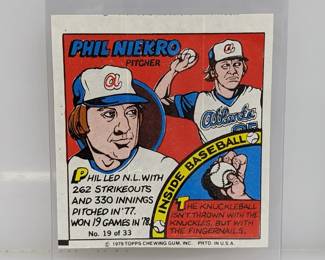 PHIL NIEKRO
PITCHER
a
a
Atlanta
INSIDE BASEBALL
PHIL LED N.L. WITH
262 STRIKEOUTS
AND 330 INNINGS
PITCHED IN '77.
WON 19 GAMES IN '78.
No. 19 of 33
THE KNUCKLEBALL
ISN'T THROWN WITH THE
KNUCKLES, BUT WITH THE
FINGERNAILS.
© 1979 TOPPS CHEWING GUM, INC. PRTD. IN U.S.A.